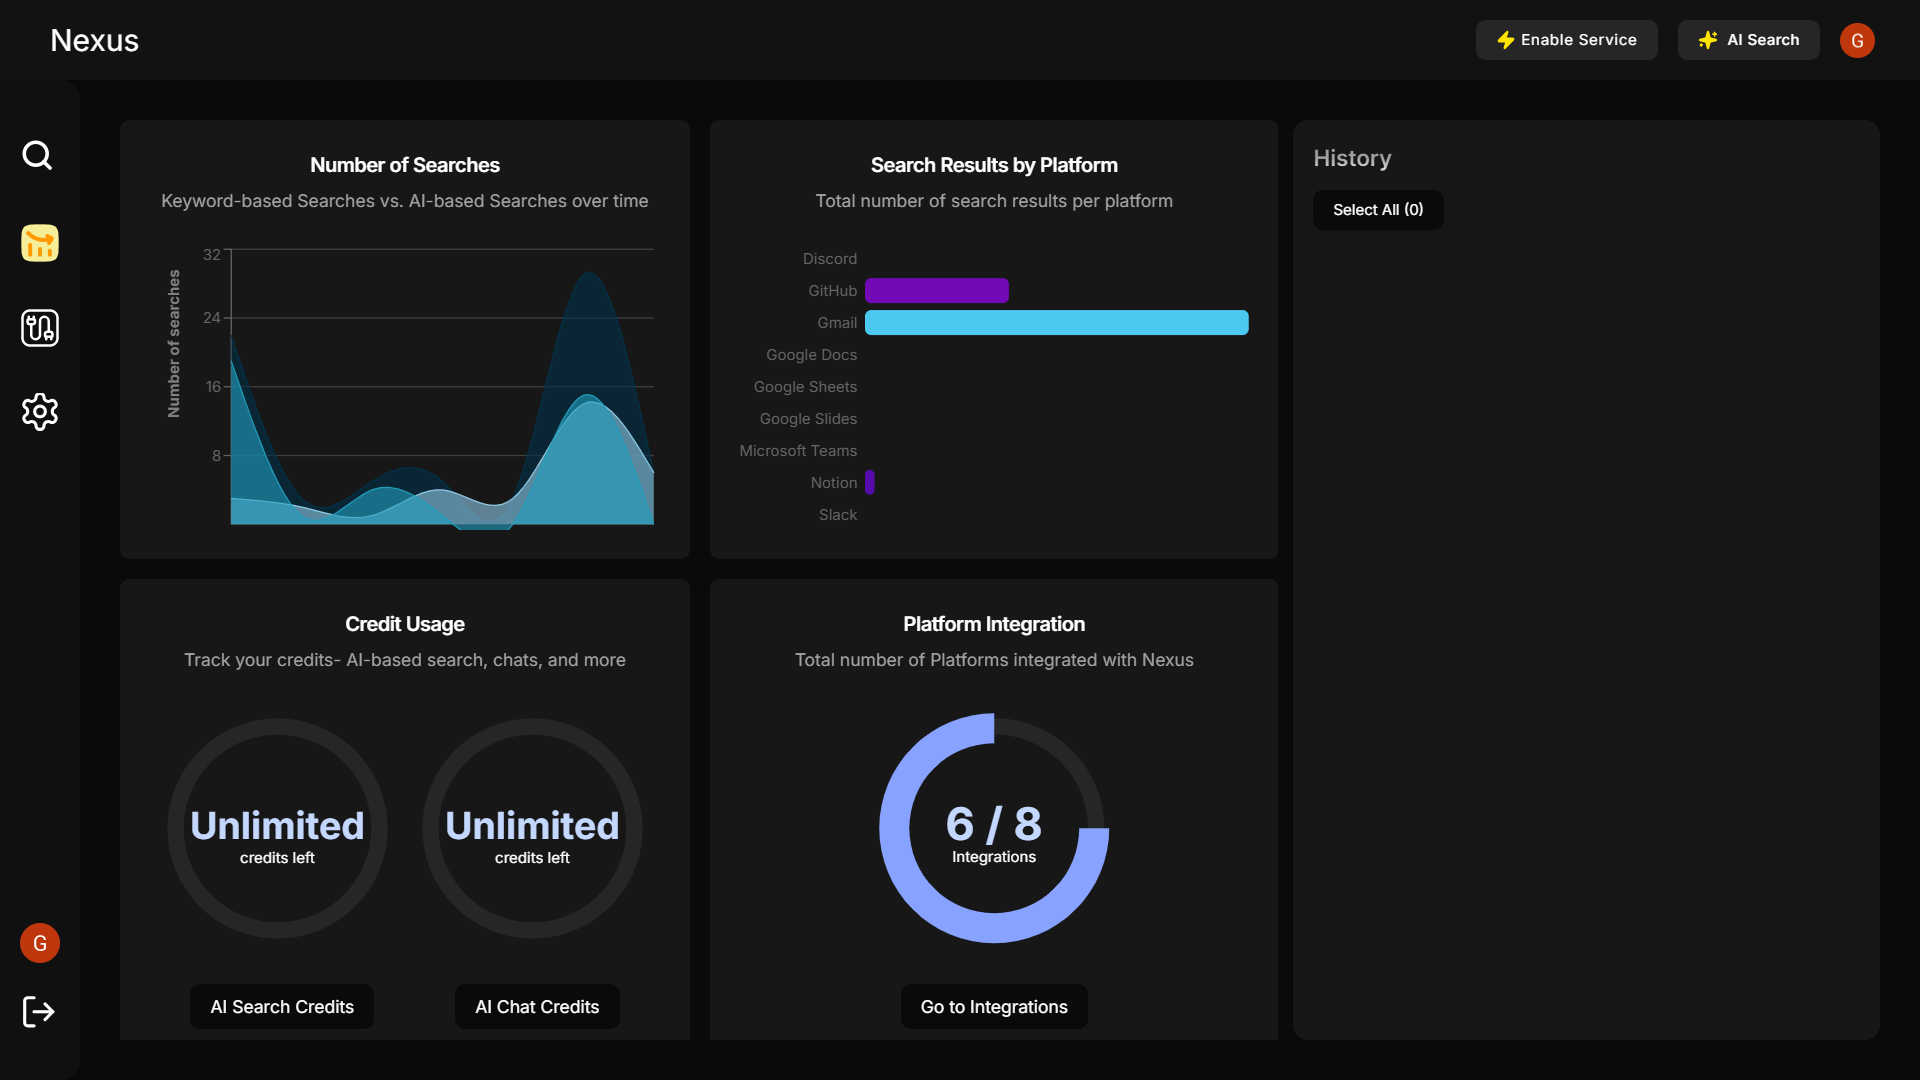 Nexus
Enable Service
AI Search
G
Number of Searches
Keyword-based Searches vs. AI-based Searches over time
Number of searches
32
24
16
8
Search Results by Platform
Total number of search results per platform
Discord
GitHub
Gmail
Google Docs
Google Sheets
Google Slides
Microsoft Teams
Notion
Slack
History
Select All (0)
Credit Usage
Track your credits- AI-based search, chats, and more
Unlimited
credits left
Unlimited
credits left
AI Search Credits
AI Chat Credits
Platform Integration
Total number of Platforms integrated with Nexus
6 / 8
Integrations
Go to Integrations
G